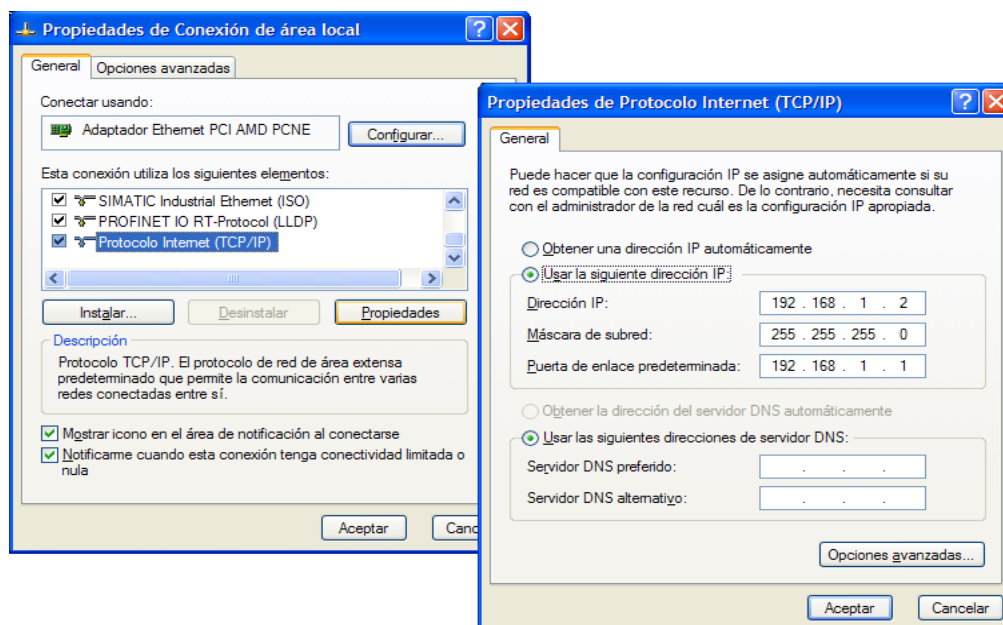 Propiedades de Conexión de área local
General
Opciones avanzadas
Conectar usando:
Adaptador Ethernet PCI AMD PCNE
Configurar...
Esta conexión utiliza los siguientes elementos:
SIMATIC Industrial Ethernet (ISO)
PROFINET IO RT-Protocol (LLDP)
Protocolo Internet (TCP/IP)
Instalar...
Desinstalar
Propiedades
Descripción
Protocolo TCP/IP. El protocolo de red de área extensa
predeterminado que permite la comunicación entre varias
redes conectadas entre sí.
Mostrar icono en el área de notificación al conectarse
Notificarme cuando esta conexión tenga conectividad limitada o
nula
Aceptar
Canc
Propiedades de Protocolo Internet (TCP/IP)
General
Puede hacer que la configuración IP se asigne automáticamente si su
red es compatible con este recurso. De lo contrario, necesita consultar
con el administrador de la red cuál es la configuración IP apropiada.
Obtener una dirección IP automáticamente
Usar la siguiente dirección IP:
Dirección IP: 192 . 168 . 1 . 2
Máscara de subred: 255 . 255 . 255 . 0
Puerta de enlace predeterminada: 192 . 168 . 1 . 1
Obtener la dirección del servidor DNS automáticamente
Usar las siguientes direcciones de servidor DNS:
Servidor DNS preferido: . . .
Servidor DNS alternativo: . . .
Opciones avanzadas...
Aceptar
Cancelar